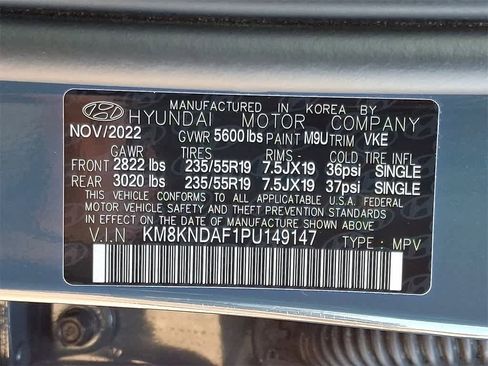 MANUFACTURED IN KOREA BY
HYUNDAI MOTOR COMPANY
NOV/2022 GVWR 5600 lbs PAINT M9U TRIM VKE
GAWR TIRES RIMS COLD TIRE INFL
FRONT 2822 lbs 235/55R19 7.5JX19 36psi SINGLE
REAR 3020 lbs 235/55R19 7.5JX19 37psi SINGLE
THIS VEHICLE CONFORMS TO ALL APPLICABLE U.S.A. FEDERAL
MOTOR VEHICLE SAFETY AND THEFT PREVENTION STANDARDS
IN EFFECT ON THE DATE OF MANUFACTURE SHOWN ABOVE.
V.I.N KM8KNDAF1PU149147 TYPE : MPV